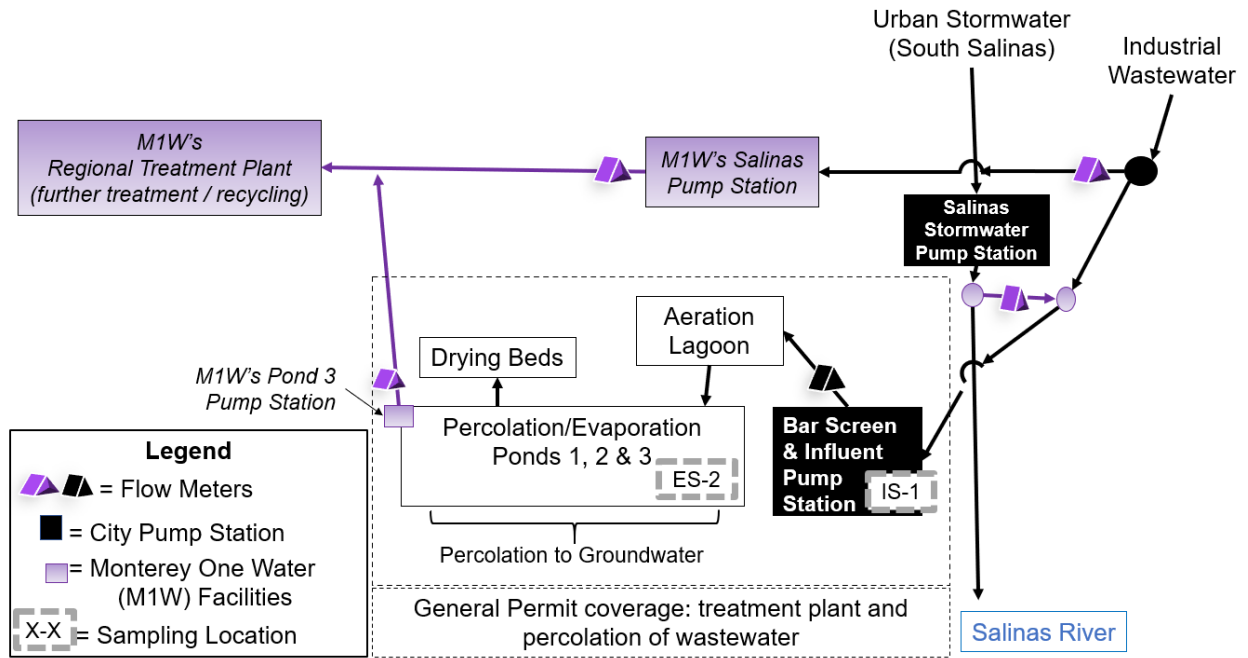 Urban Stormwater
(South Salinas)
Industrial
Wastewater
M1W's
Regional Treatment Plant
(further treatment / recycling)
M1W's Salinas
Pump Station
Salinas
Stormwater
Pump Station
Aeration
Lagoon
Drying Beds
M1W's Pond 3
Pump Station
Percolation/Evaporation
Ponds 1, 2 & 3
ES-2
Bar Screen
& Influent
Pump
Station
IS-1
Percolation to Groundwater
Legend
= Flow Meters
= City Pump Station
= Monterey One Water
(M1W) Facilities
X-X = Sampling Location
General Permit coverage: treatment plant and
percolation of wastewater
Salinas River